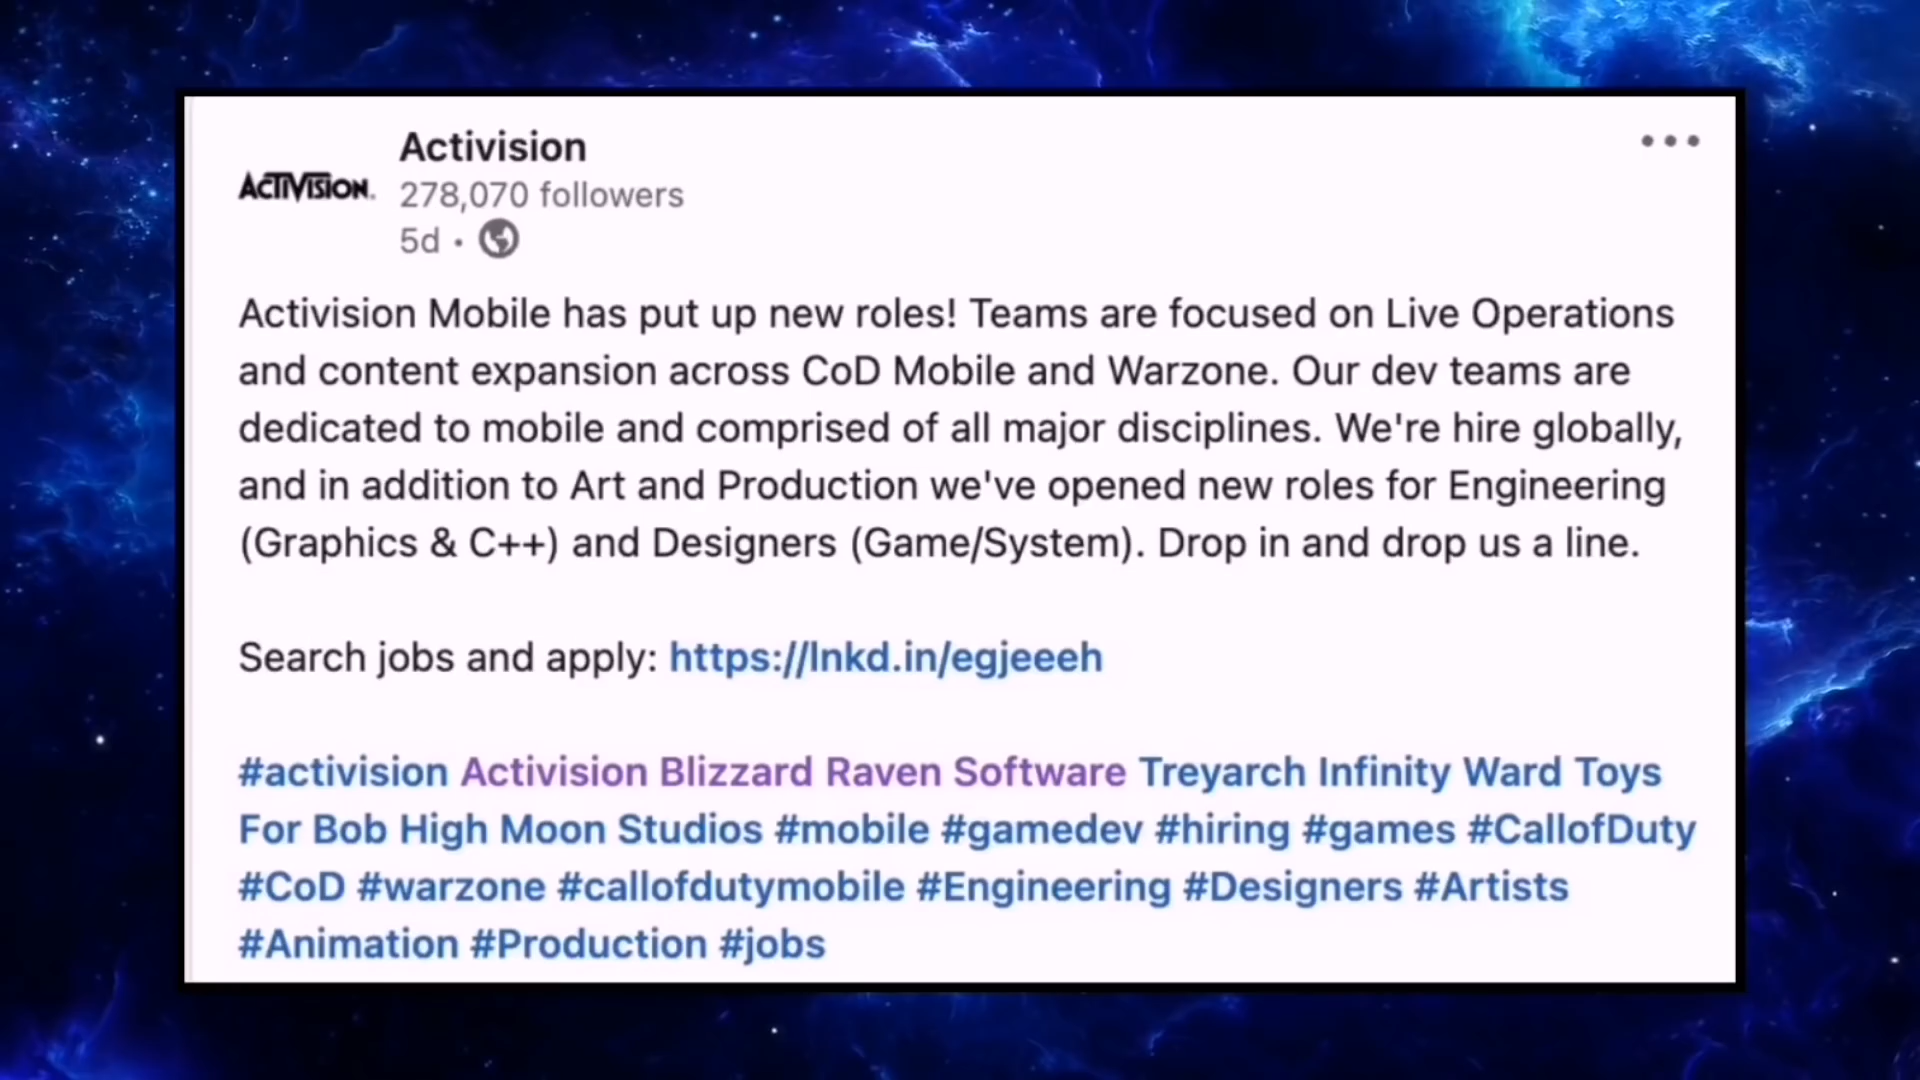 Activision
ACTIVISION.
278,070 followers
5d •
Activision Mobile has put up new roles! Teams are focused on Live Operations
and content expansion across CoD Mobile and Warzone. Our dev teams are
dedicated to mobile and comprised of all major disciplines. We're hire globally,
and in addition to Art and Production we've opened new roles for Engineering
(Graphics & C++) and Designers (Game/System). Drop in and drop us a line.
Search jobs and apply: https://lnkd.in/egjeeeh
#activision Activision Blizzard Raven Software Treyarch Infinity Ward Toys
For Bob High Moon Studios #mobile #gamedev #hiring #games #CallofDuty
#CoD #warzone #callofdutymobile #Engineering #Designers #Artists
#Animation #Production #jobs